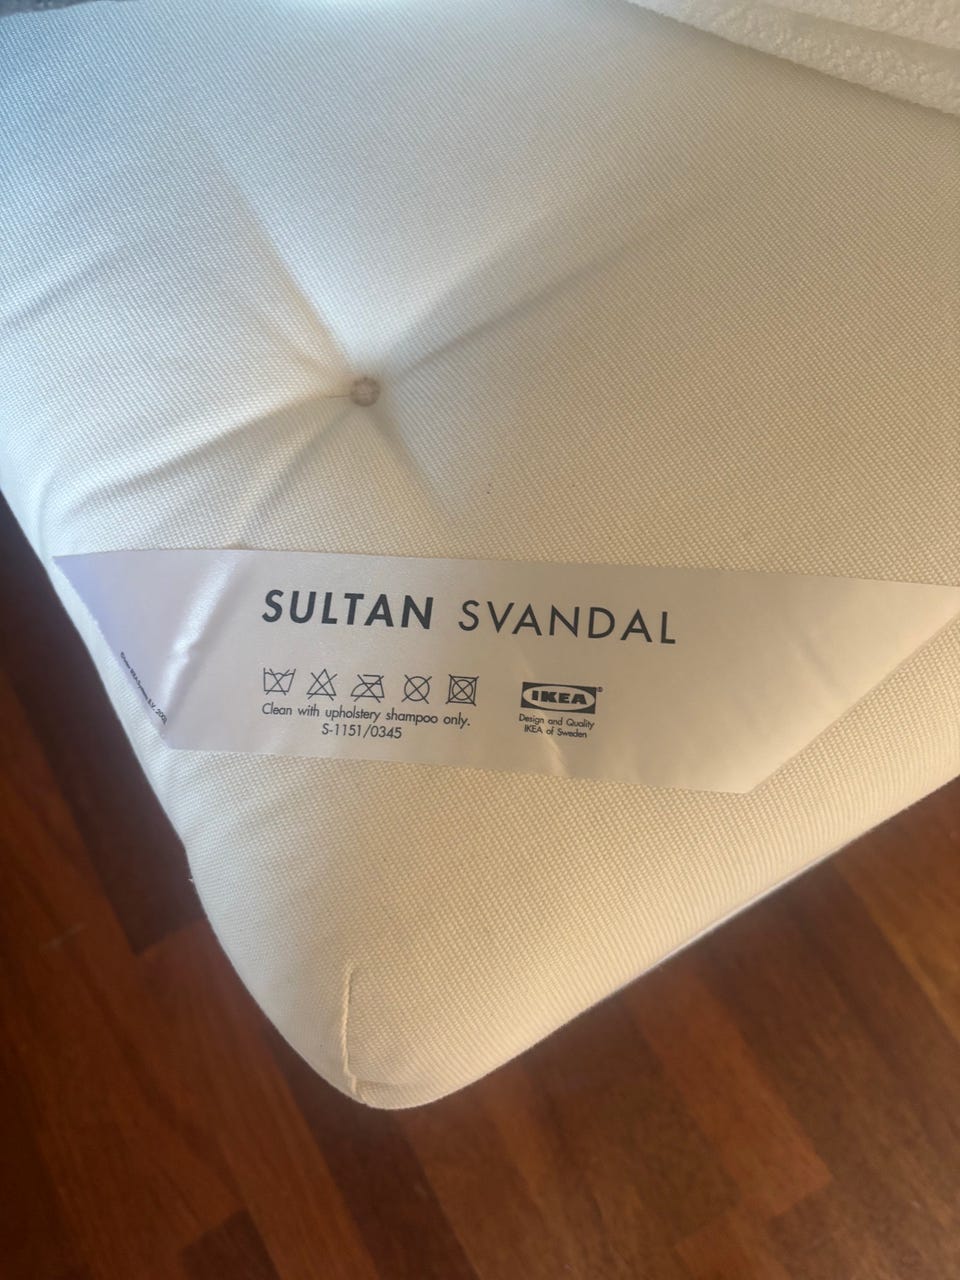 SULTAN SVANDAL
Clean with upholstery shampoo only.
S-1151/0345
IKEA®
Design and Quality
IKEA of Sweden